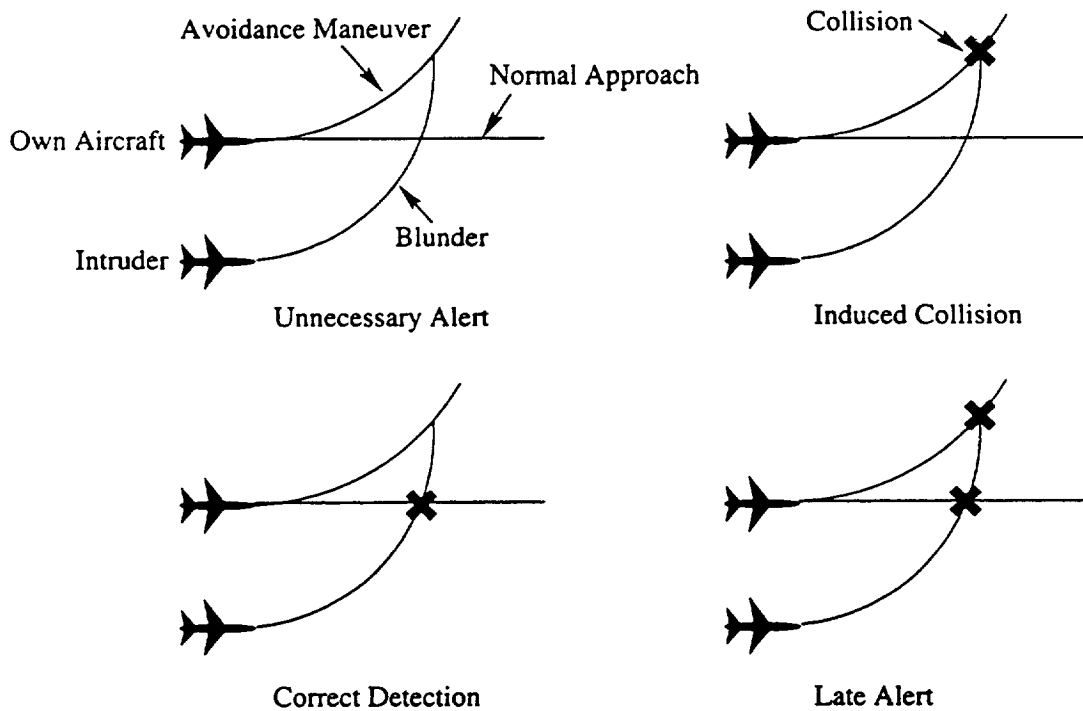 Avoidance Maneuver
Collision
Normal Approach
Own Aircraft
Blunder
Intruder
Unnecessary Alert
Induced Collision
Correct Detection
Late Alert